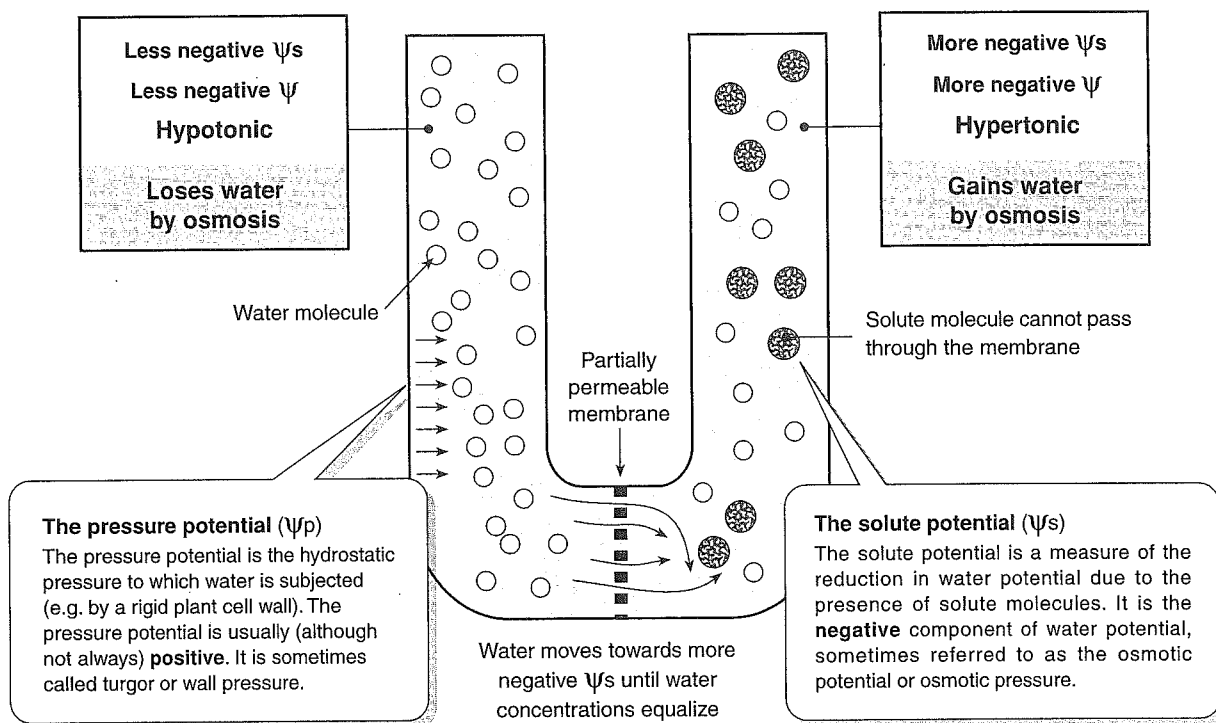 Less negative Ψs
Less negative Ψ
Hypotonic
Loses water
by osmosis
More negative Ψs
More negative Ψ
Hypertonic
Gains water
by osmosis
Water molecule
Partially
permeable
membrane
Solute molecule cannot pass
through the membrane
The pressure potential (Ψp)
The pressure potential is the hydrostatic
pressure to which water is subjected
(e.g. by a rigid plant cell wall). The
pressure potential is usually (although
not always) positive. It is sometimes
called turgor or wall pressure.
Water moves towards more
negative Ψs until water
concentrations equalize
The solute potential (Ψs)
The solute potential is a measure of the
reduction in water potential due to the
presence of solute molecules. It is the
negative component of water potential,
sometimes referred to as the osmotic
potential or osmotic pressure.